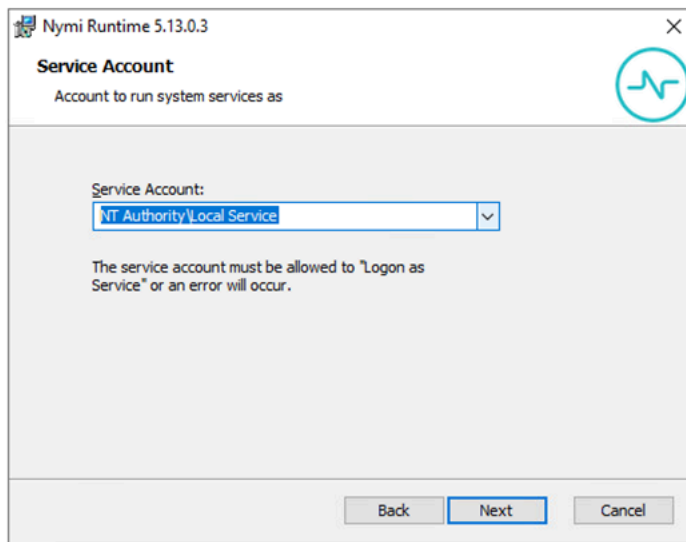 Nymi Runtime 5.13.0.3
Service Account
Account to run system services as
Service Account:
NT Authority\Local Service
The service account must be allowed to "Logon as
Service" or an error will occur.
Back
Next
Cancel